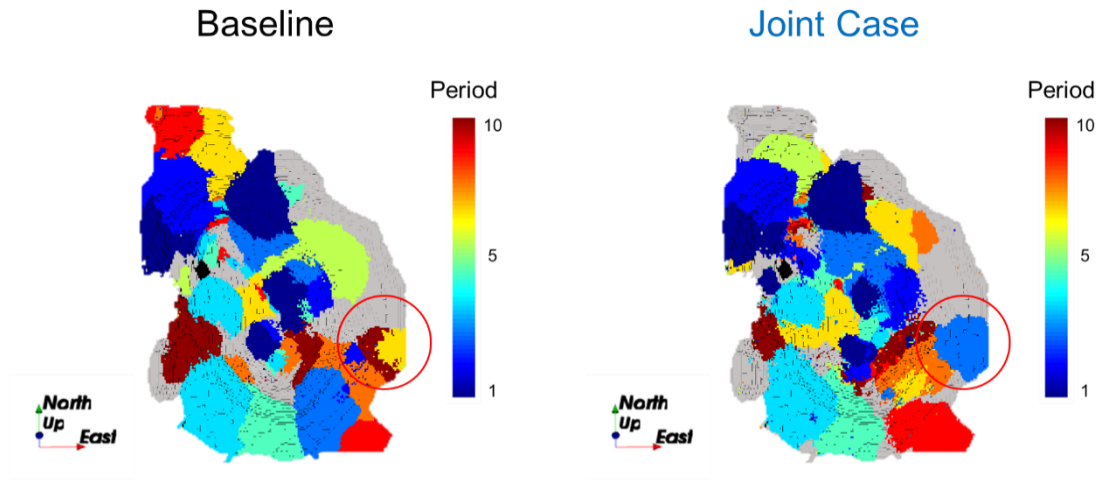 Baseline
Joint Case
Period
10
5
1
North
Up
East
Period
10
5
1
North
Up
East